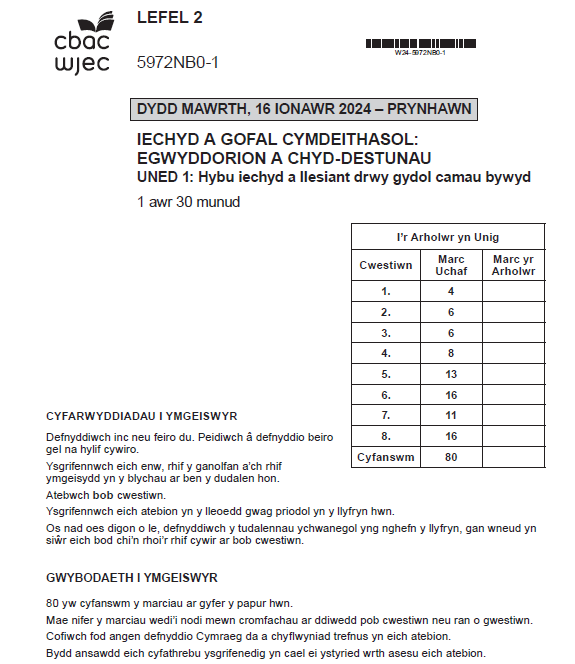 cbac
wjec
LEFEL 2
5972NB0-1
W24-5972NB0-1
DYDD MAWRTH, 16 IONAWR 2024 – PRYNHAWN
IECHYD A GOFAL CYMDEITHASOL:
EGWYDDORION A CHYD-DESTUNAU
UNED 1: Hybu iechyd a llesiant drwy gydol camau bywyd
1 awr 30 munud
I'r Arholwr yn Unig
Cwestiwn Marc Uchaf Marc yr Arholwr
1. 4
2. 6
3. 6
4. 8
5. 13
6. 16
7. 11
8. 16
Cyfanswm 80
CYFARWYDDIADAU I YMGEISWYR
Defnyddiwch inc neu feiro du. Peidiwch â defnyddio beiro
gel na hylif cywiro.
Ysgrifennwch eich enw, rhif y ganolfan a'ch rhif
ymgeisydd yn y blychau ar ben y dudalen hon.
Atebwch bob cwestiwn.
Ysgrifennwch eich atebion yn y lleoedd gwag priodol yn y llyfryn hwn.
Os nad oes digon o le, defnyddiwch y tudalennau ychwanegol yng nghefn y llyfryn, gan wneud yn
siŵr eich bod chi'n rhoi'r rhif cywir ar bob cwestiwn.
GWYBODAETH I YMGEISWYR
80 yw cyfanswm y marciau ar gyfer y papur hwn.
Mae nifer y marciau wedi'i nodi mewn cromfachau ar ddiwedd pob cwestiwn neu ran o gwestiwn.
Cofiwch fod angen defnyddio Cymraeg da a chyflwyniad trefnus yn eich atebion.
Bydd ansawdd eich cyfathrebu ysgrifenedig yn cael ei ystyried wrth asesu eich atebion.